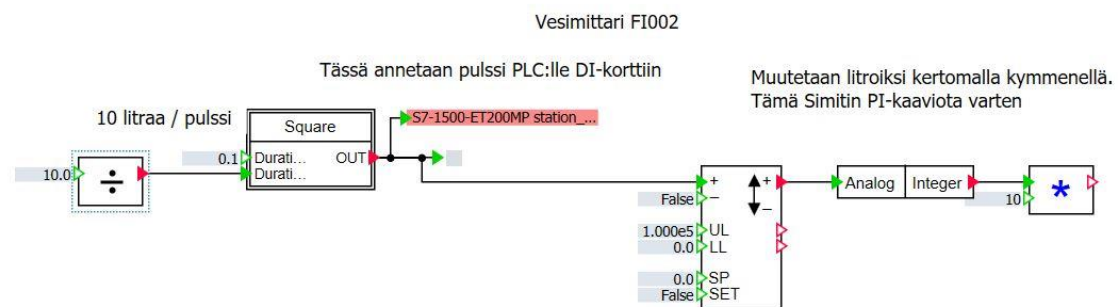 Vesimittari FI002
Tässä annetaan pulssi PLC:lle DI-korttiin
Muutetaan litroiksi kertomalla kymmenellä.
Tämä Simitin PI-kaaviota varten
10 litraa / pulssi
S7-1500-ET200MP station_...
Square
0.1 Durati... OUT
Durati...
10.0 ÷
+ +
False − −
1.000e5 UL
0.0 LL
0.0 SP
False SET
Analog Integer
10 *